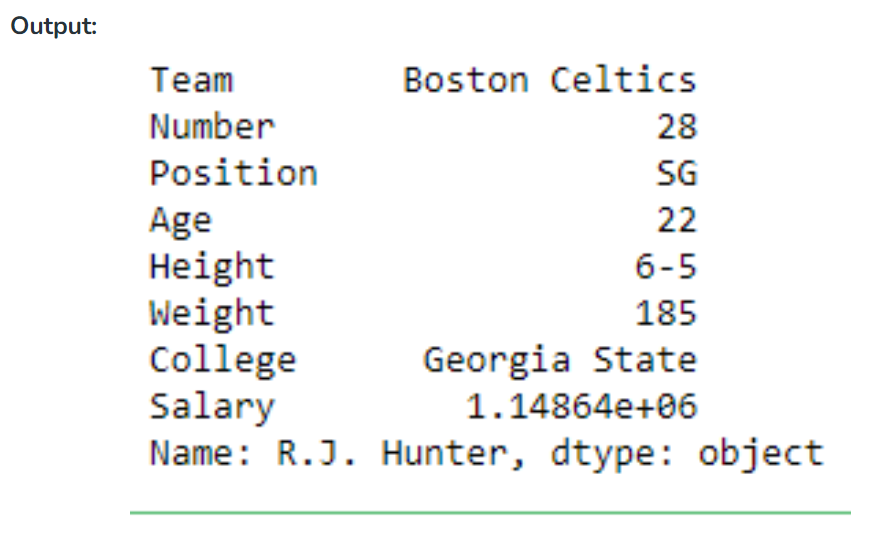 Output:
Team Boston Celtics
Number 28
Position SG
Age 22
Height 6-5
Weight 185
College Georgia State
Salary 1.14864e+06
Name: R.J. Hunter, dtype: object